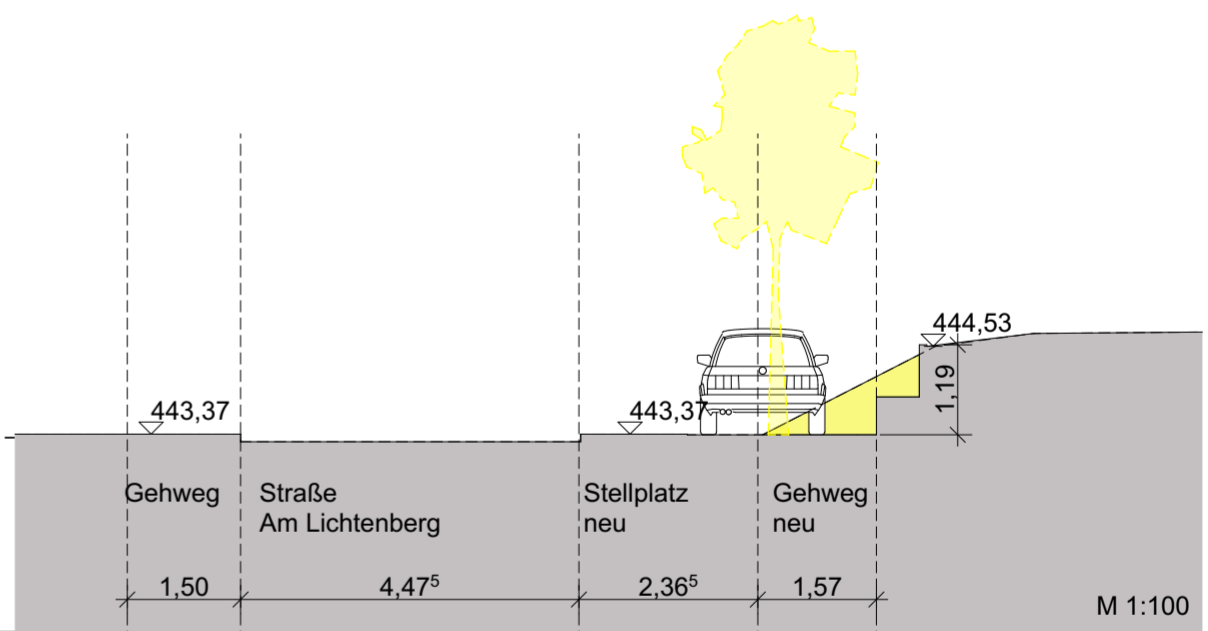 444,53
1,19
443,37
443,37
Gehweg
Straße
Am Lichtenberg
Stellplatz
neu
Gehweg
neu
1,50
4,47⁵
2,36⁵
1,57
M 1:100